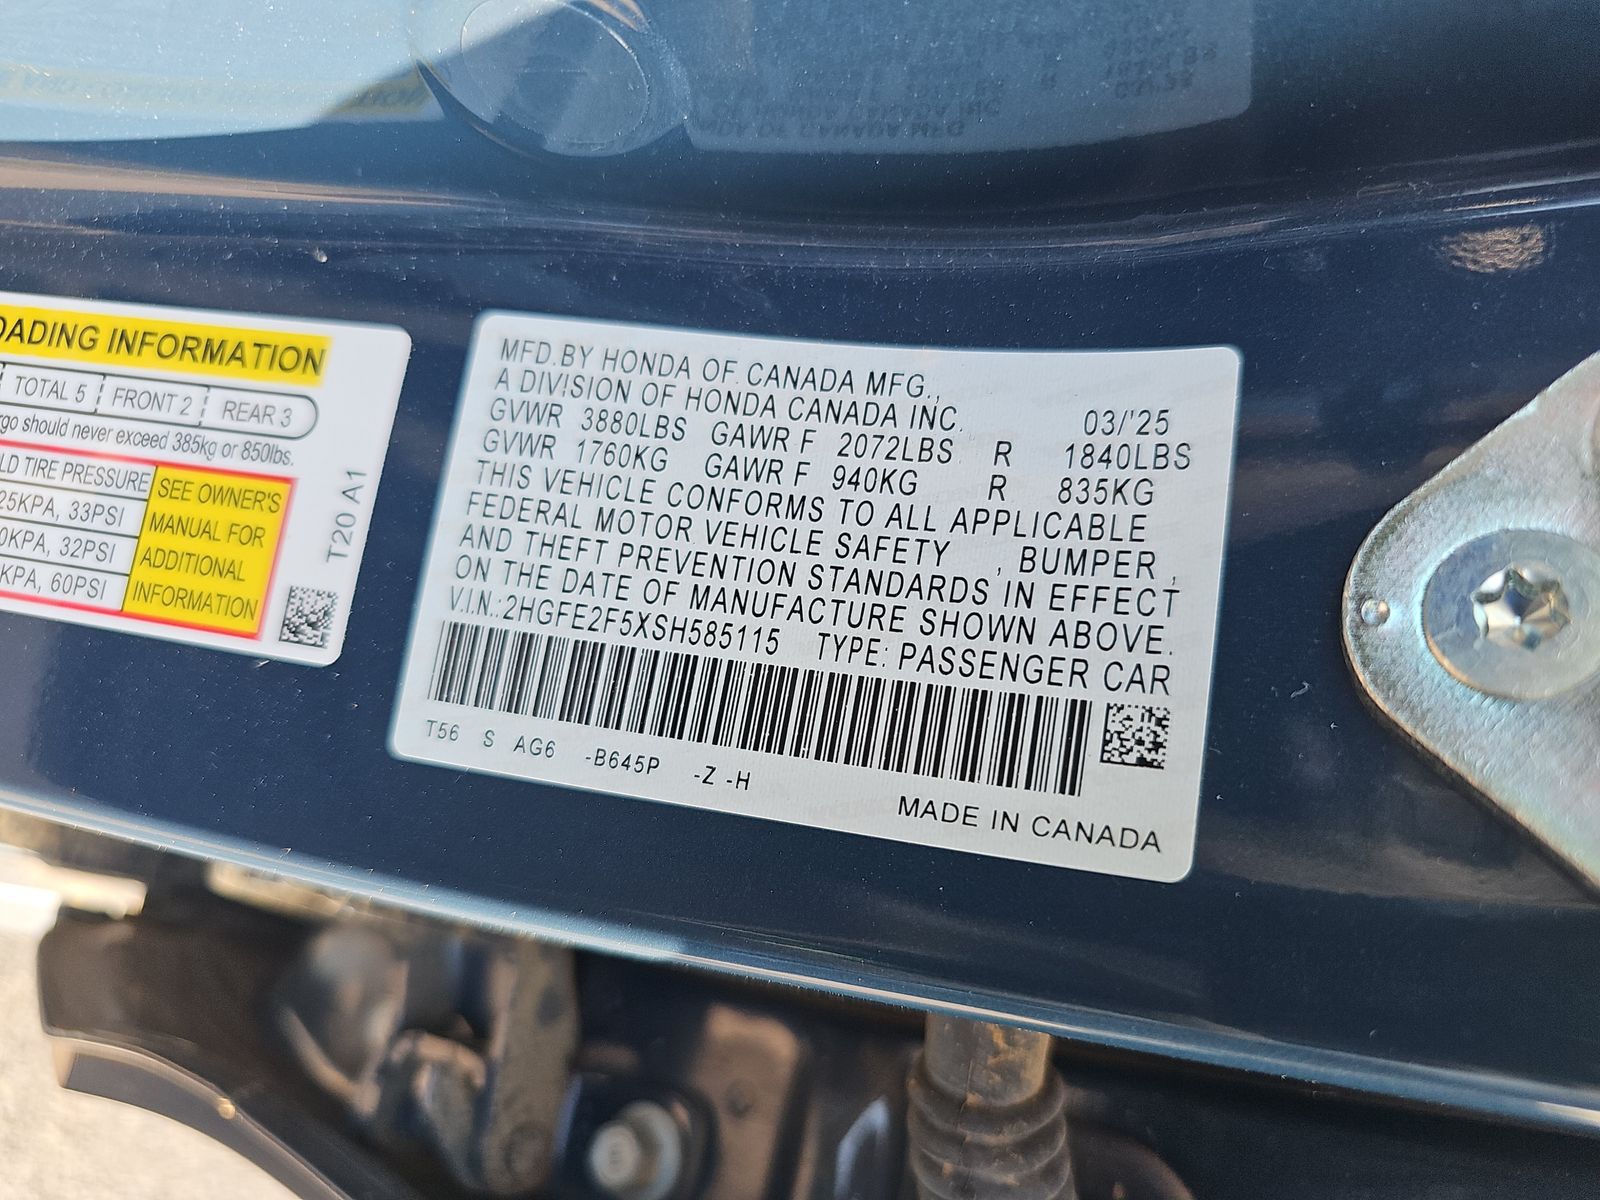 OADING INFORMATION
TOTAL 5 FRONT 2 REAR 3
rgo should never exceed 385kg or 850lbs.
LD TIRE PRESSURE
25KPA, 33PSI
0KPA, 32PSI
KPA, 60PSI
SEE OWNER'S
MANUAL FOR
ADDITIONAL
INFORMATION
T20 A1
MFD.BY HONDA OF CANADA MFG.,
A DIVISION OF HONDA CANADA INC. 03/'25
GVWR 3880LBS GAWR F 2072LBS R 1840LBS
GVWR 1760KG GAWR F 940KG R 835KG
THIS VEHICLE CONFORMS TO ALL APPLICABLE
FEDERAL MOTOR VEHICLE SAFETY , BUMPER ,
AND THEFT PREVENTION STANDARDS IN EFFECT
ON THE DATE OF MANUFACTURE SHOWN ABOVE.
V.I.N.:2HGFE2F5XSH585115 TYPE: PASSENGER CAR
T56 S AG6 -B645P -Z -H
MADE IN CANADA